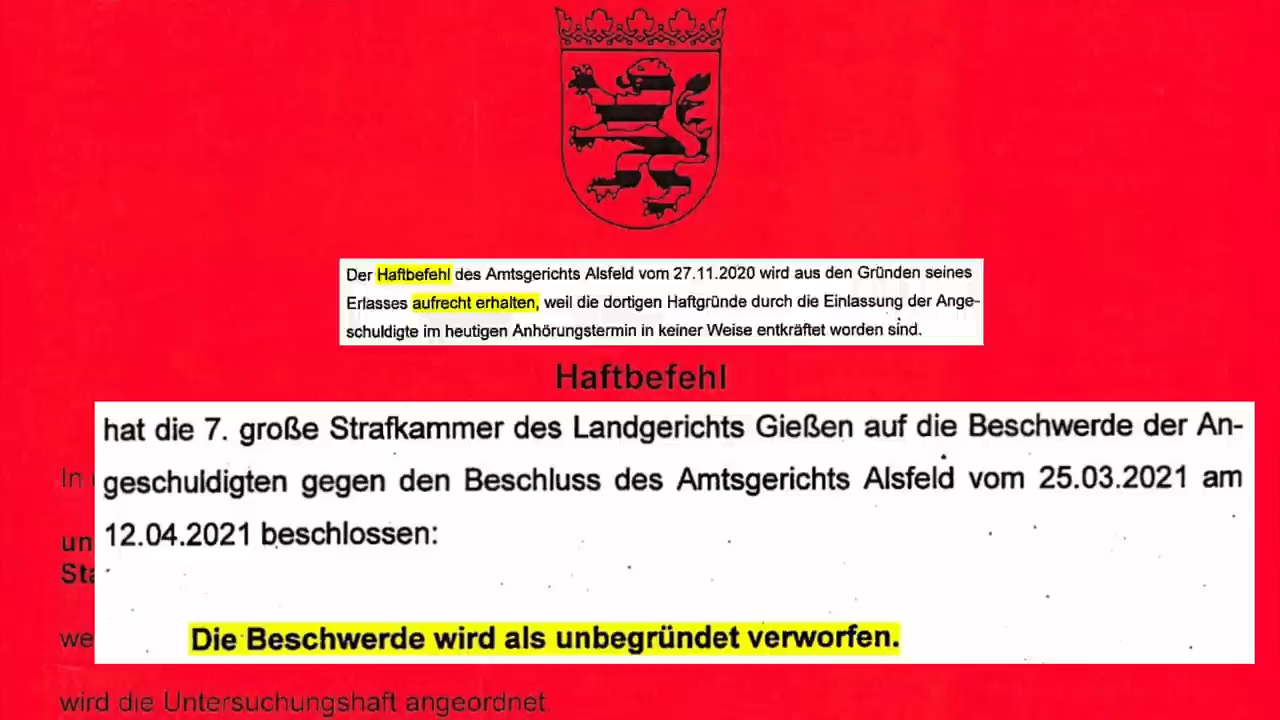 Der Haftbefehl des Amtsgerichts Alsfeld vom 27.11.2020 wird aus den Gründen seines
Erlasses aufrecht erhalten, weil die dortigen Haftgründe durch die Einlassung der Ange-
schuldigte im heutigen Anhörungstermin in keiner Weise entkräftet worden sind.
Haftbefehl
hat die 7. große Strafkammer des Landgerichts Gießen auf die Beschwerde der An-
In
geschuldigten gegen den Beschluss des Amtsgerichts Alsfeld vom 25.03.2021 am
12.04.2021 beschlossen:
Die Beschwerde wird als unbegründet verworfen.
wird die Untersuchungshaft angeordnet